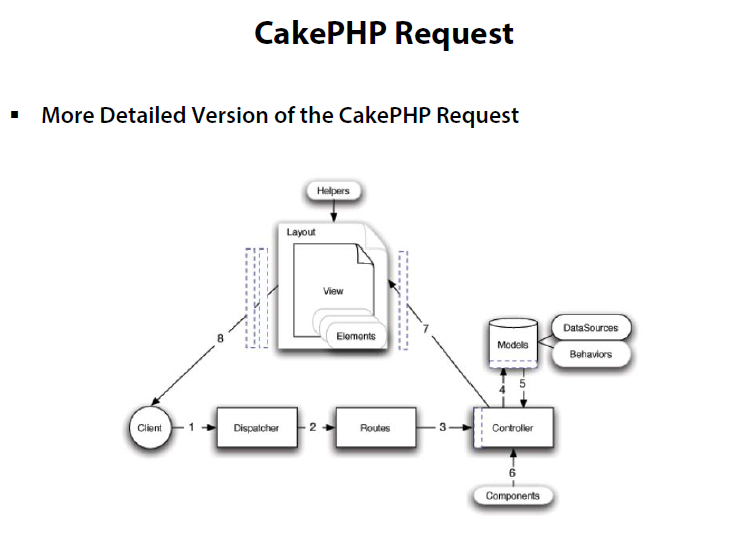 CakePHP Request
▪ More Detailed Version of the CakePHP Request
Helpers
Layout
View
Elements
8
7
Models
DataSources
Behaviors
4
5
Client
1
Dispatcher
2
Routes
3
Controller
6
Components